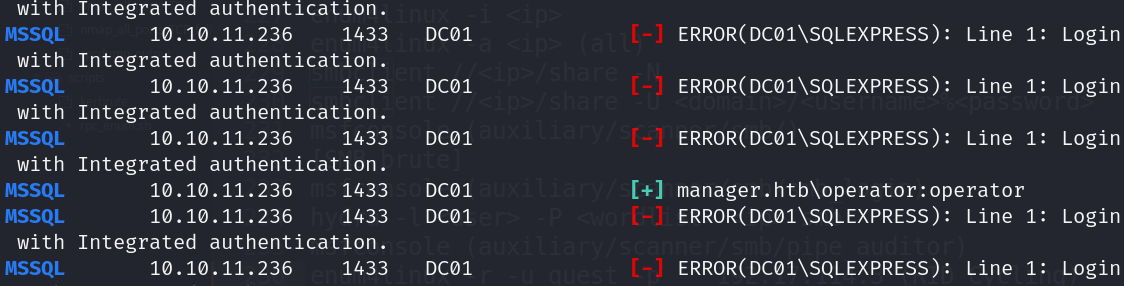 with Integrated authentication.
MSSQL 10.10.11.236 1433 DC01 [-] ERROR(DC01\SQLEXPRESS): Line 1: Login
with Integrated authentication.
MSSQL 10.10.11.236 1433 DC01 [-] ERROR(DC01\SQLEXPRESS): Line 1: Login
with Integrated authentication.
MSSQL 10.10.11.236 1433 DC01 [-] ERROR(DC01\SQLEXPRESS): Line 1: Login
with Integrated authentication.
MSSQL 10.10.11.236 1433 DC01 [+] manager.htb\operator:operator
MSSQL 10.10.11.236 1433 DC01 [-] ERROR(DC01\SQLEXPRESS): Line 1: Login
with Integrated authentication.
MSSQL 10.10.11.236 1433 DC01 [-] ERROR(DC01\SQLEXPRESS): Line 1: Login